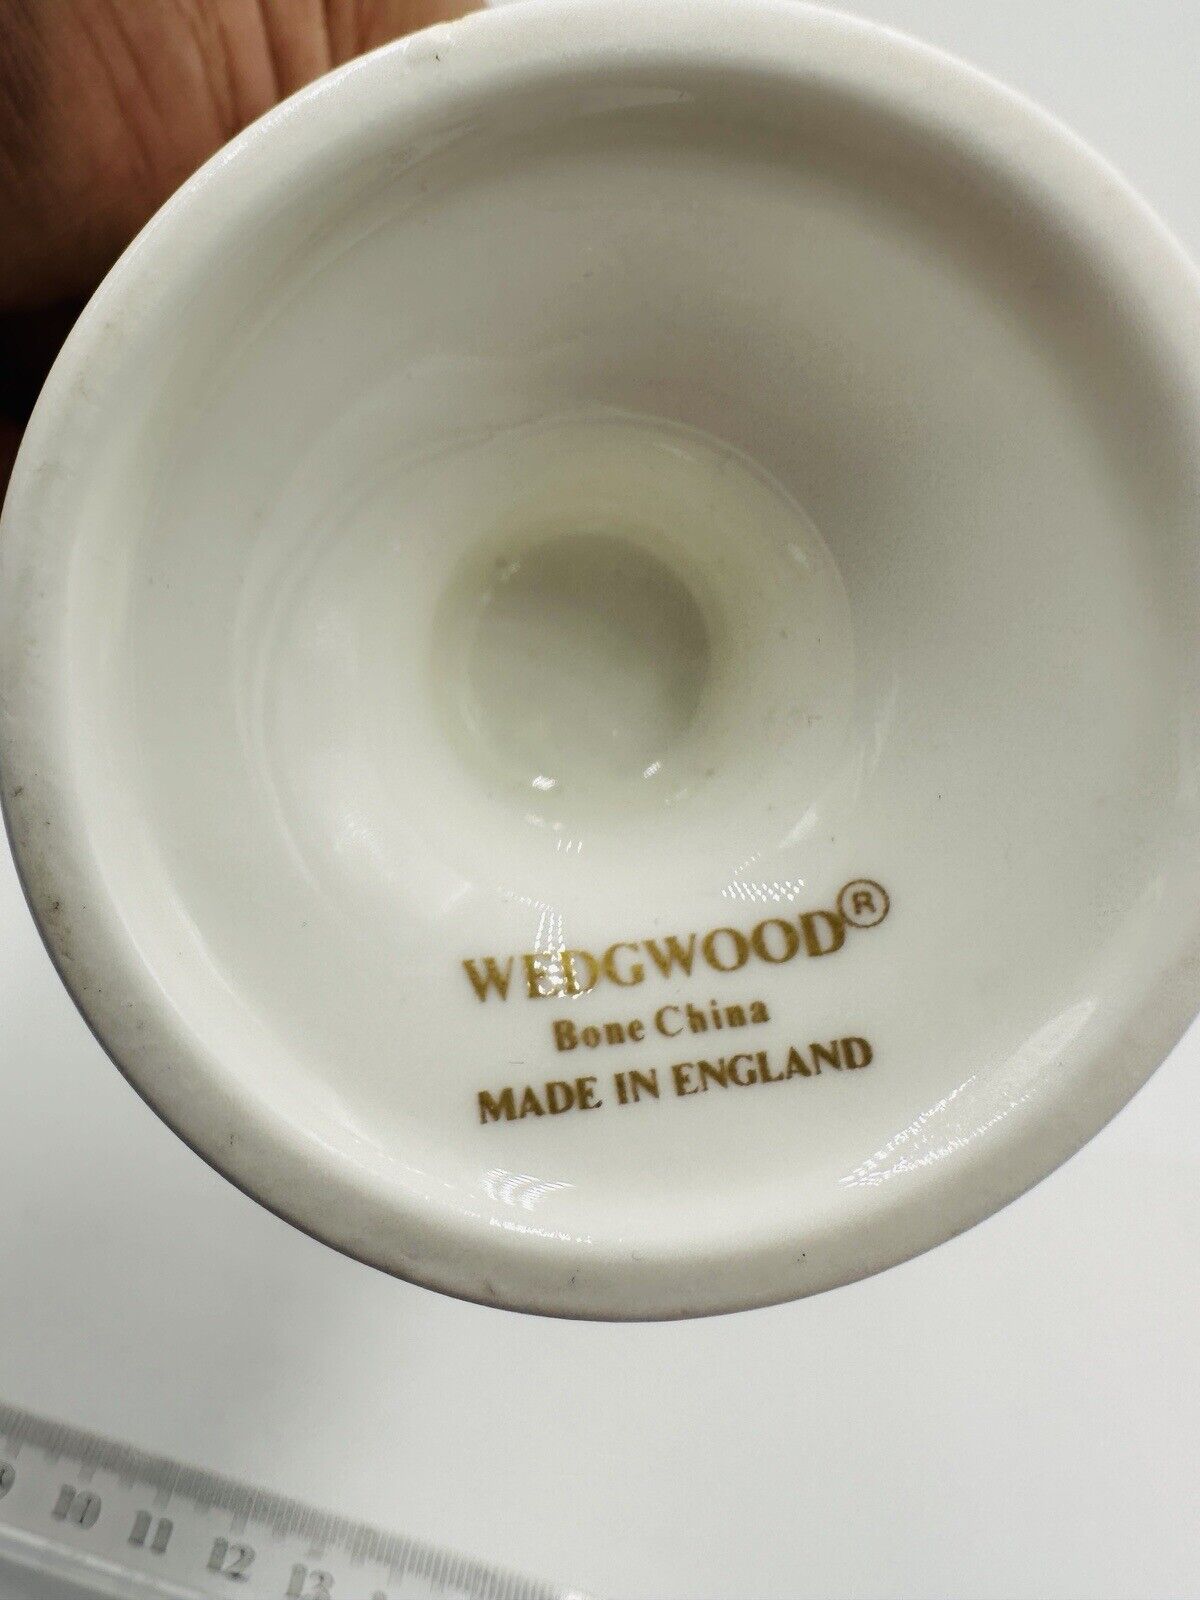 WEDGWOOD®
Bone China
MADE IN ENGLAND
10 11 12 13